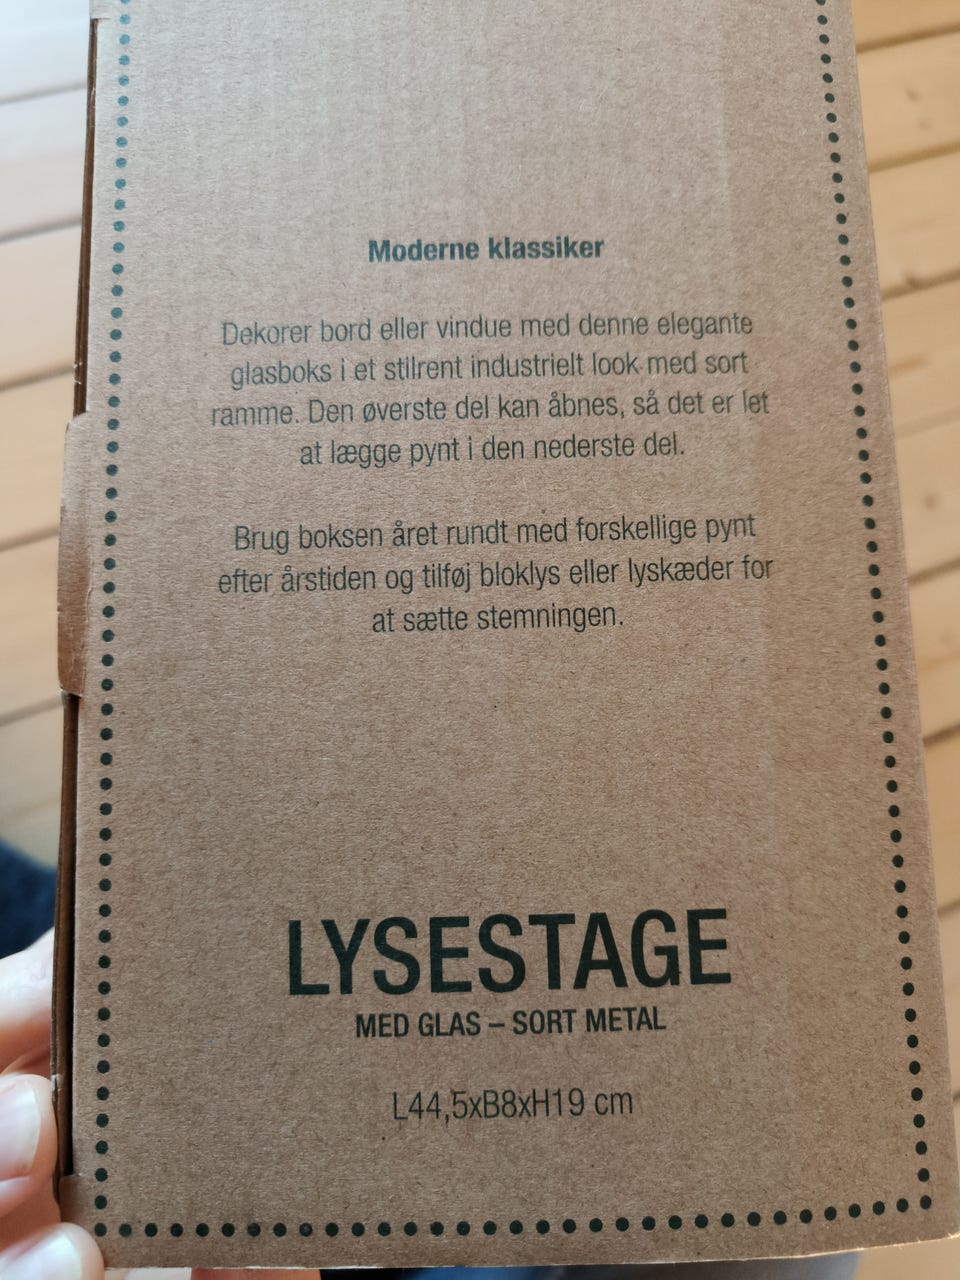 Moderne klassiker
Dekorer bord eller vindue med denne elegante
glasboks i et stilrent industrielt look med sort
ramme. Den øverste del kan åbnes, så det er let
at lægge pynt i den nederste del.
Brug boksen året rundt med forskellige pynt
efter årstiden og tilføj bloklys eller lyskæder for
at sætte stemningen.
LYSESTAGE
MED GLAS – SORT METAL
L44,5xB8xH19 cm